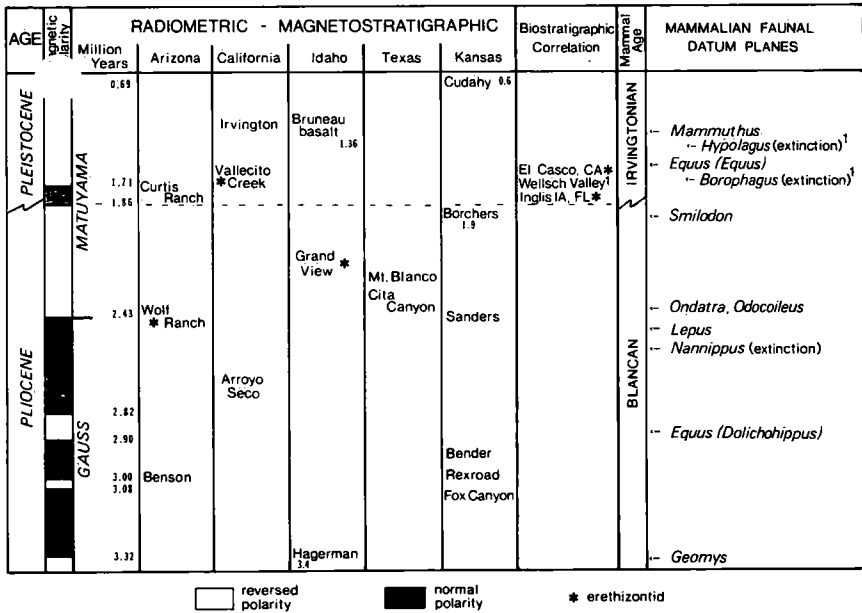 AGE
Magnetic
Polarity
RADIOMETRIC - MAGNETOSTRATIGRAPHIC
Million
Years
Arizona
California
Idaho
Texas
Kansas
Biostratigraphic
Correlation
Mammal
Age
MAMMALIAN FAUNAL
DATUM PLANES
PLEISTOCENE
PLIOCENE
MATUYAMA
GAUSS
0.69
1.71
1.86
2.43
2.82
2.90
3.00
3.08
3.32
Curtis
Ranch
Wolf
* Ranch
Benson
Irvington
Vallecito
* Creek
Arroyo
Seco
Bruneau
basalt
1.36
Grand
View *
Hagerman
3.4
Mt. Blanco
Cita
Canyon
Cudahy 0.6
Borchers
1.9
Sanders
Bender
Rexroad
Fox Canyon
El Casco, CA *
Wellsch Valley¹
Inglis IA, FL *
IRVINGTONIAN
BLANCAN
← Mammuthus
← Hypolagus (extinction)¹
← Equus (Equus)
← Borophagus (extinction)¹
← Smilodon
← Ondatra, Odocoileus
← Lepus
← Nannippus (extinction)
← Equus (Dolichohippus)
← Geomys
reversed
polarity
normal
polarity
* erethizontid